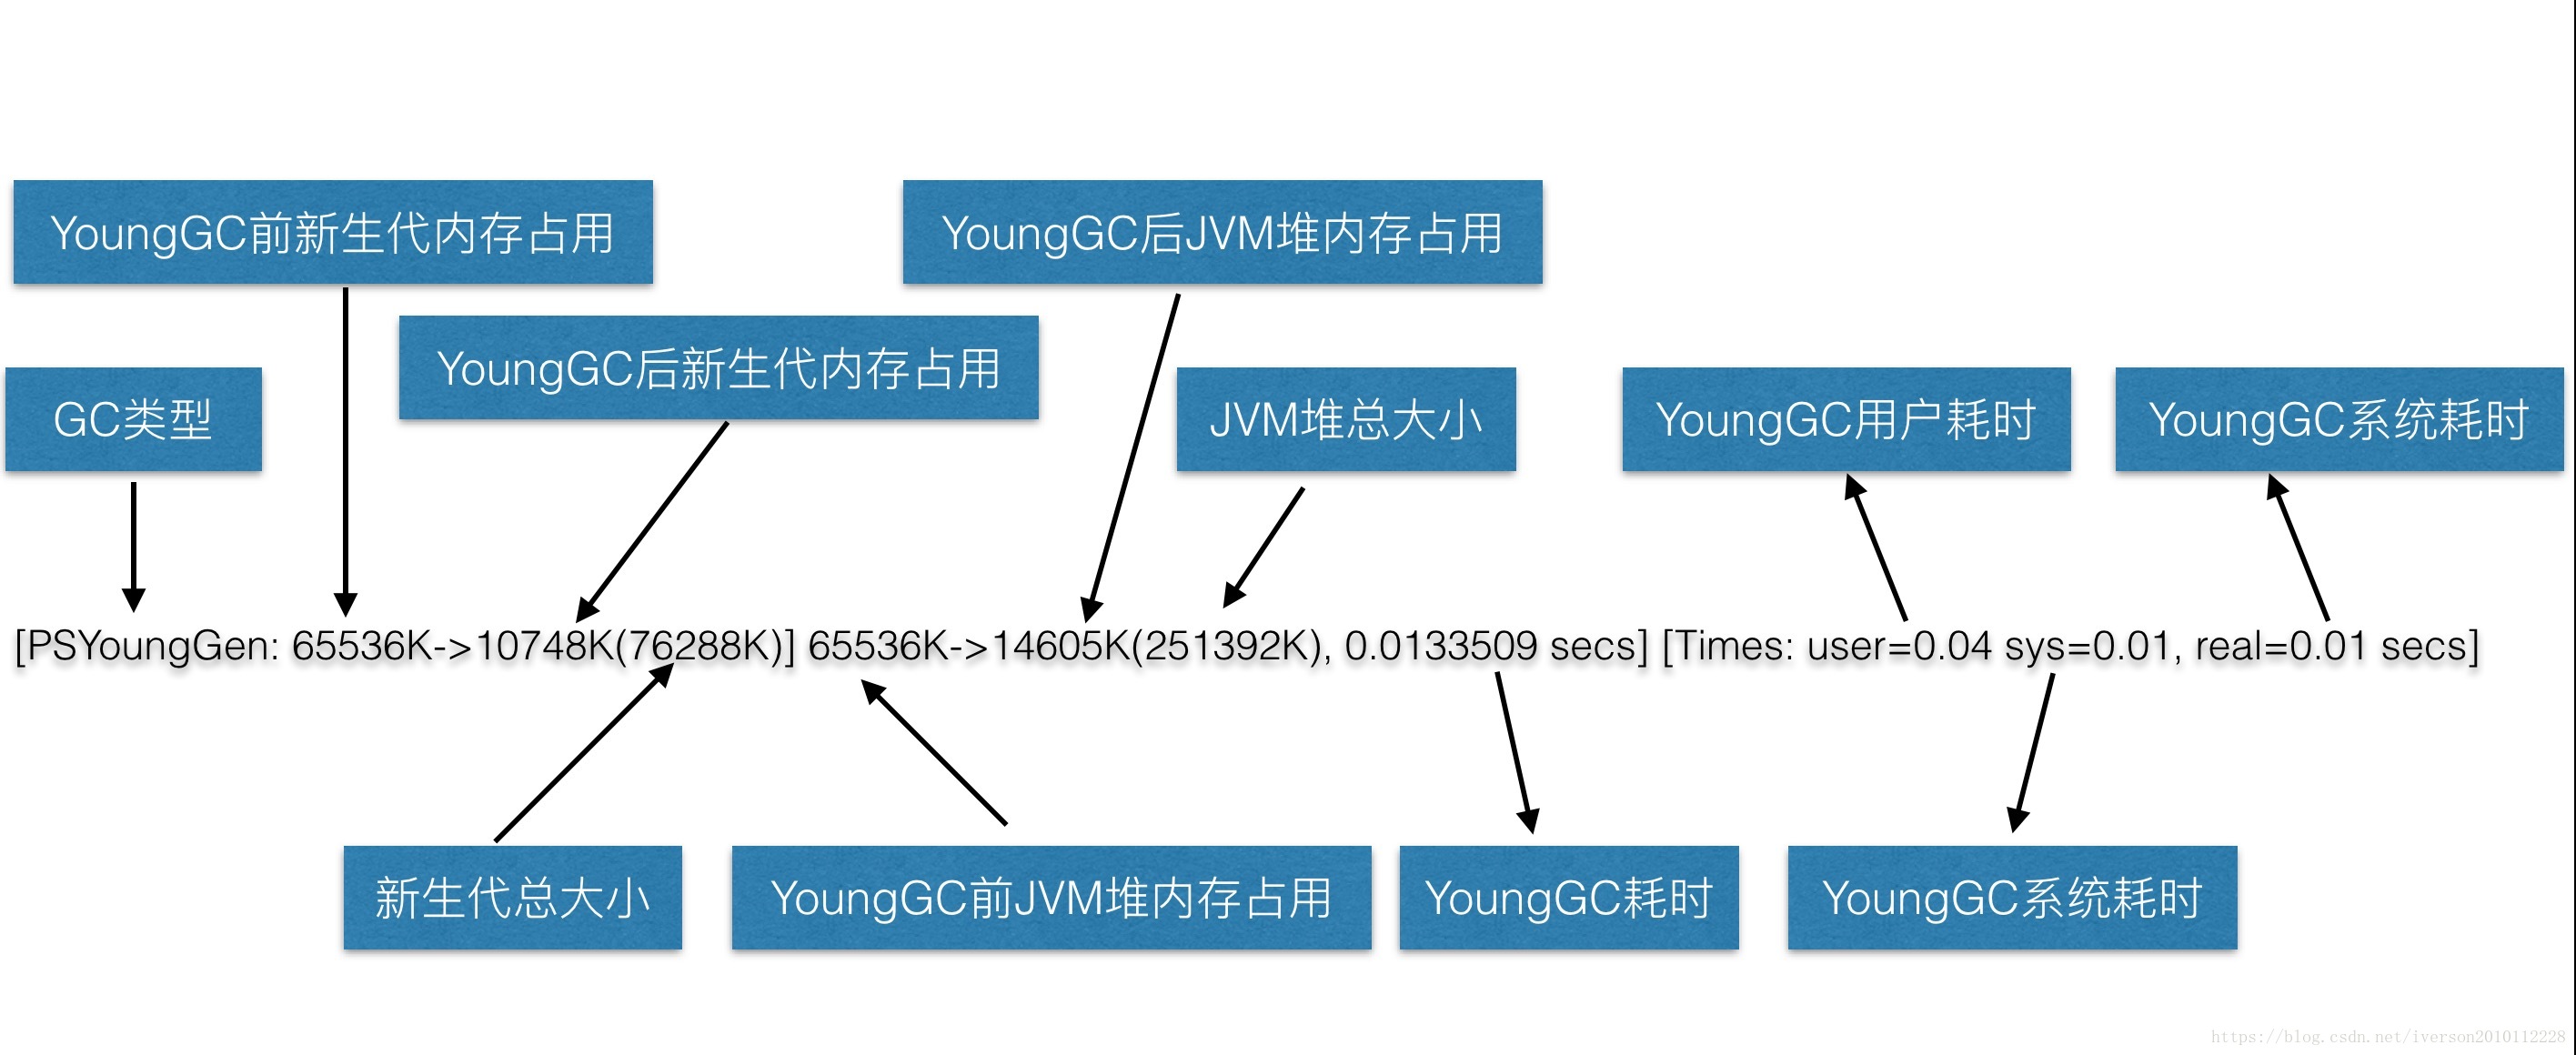 YoungGC前新生代内存占用
YoungGC后JVM堆内存占用
YoungGC后新生代内存占用
GC类型
JVM堆总大小
YoungGC用户耗时
YoungGC系统耗时
[PSYoungGen: 65536K->10748K(76288K)] 65536K->14605K(251392K), 0.0133509 secs] [Times: user=0.04 sys=0.01, real=0.01 secs]
新生代总大小
YoungGC前JVM堆内存占用
YoungGC耗时
YoungGC系统耗时
https://blog.csdn.net/iverson2010112228